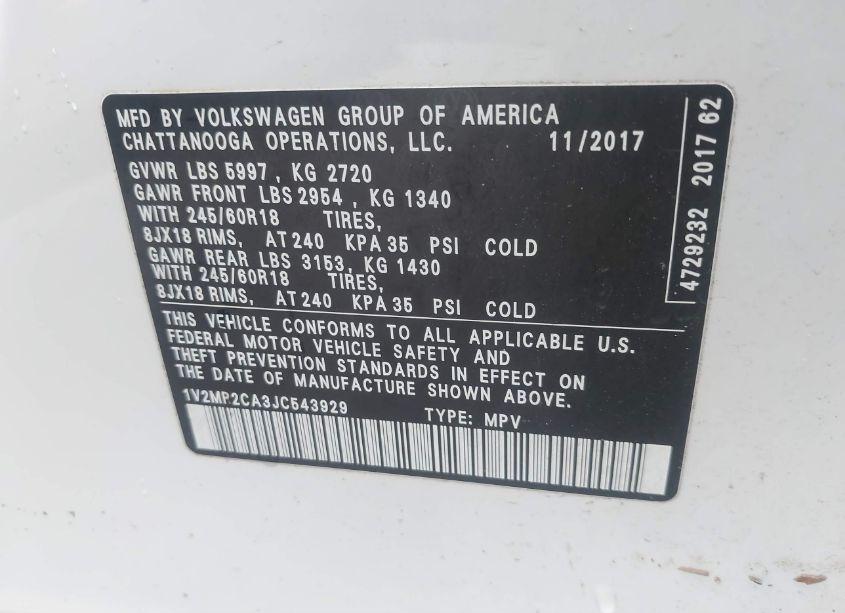 MFD BY VOLKSWAGEN GROUP OF AMERICA
CHATTANOOGA OPERATIONS, LLC. 11/2017
GVWR LBS 5997 , KG 2720
GAWR FRONT LBS 2954 , KG 1340
WITH 245/60R18 TIRES,
8JX18 RIMS, AT 240 KPA 35 PSI COLD
GAWR REAR LBS 3153, KG 1430
WITH 245/60R18 TIRES,
8JX18 RIMS, AT 240 KPA 35 PSI COLD
THIS VEHICLE CONFORMS TO ALL APPLICABLE U.S.
FEDERAL MOTOR VEHICLE SAFETY AND
THEFT PREVENTION STANDARDS IN EFFECT ON
THE DATE OF MANUFACTURE SHOWN ABOVE.
1V2MP2CA3JC543929 TYPE: MPV
4729232 2017 62